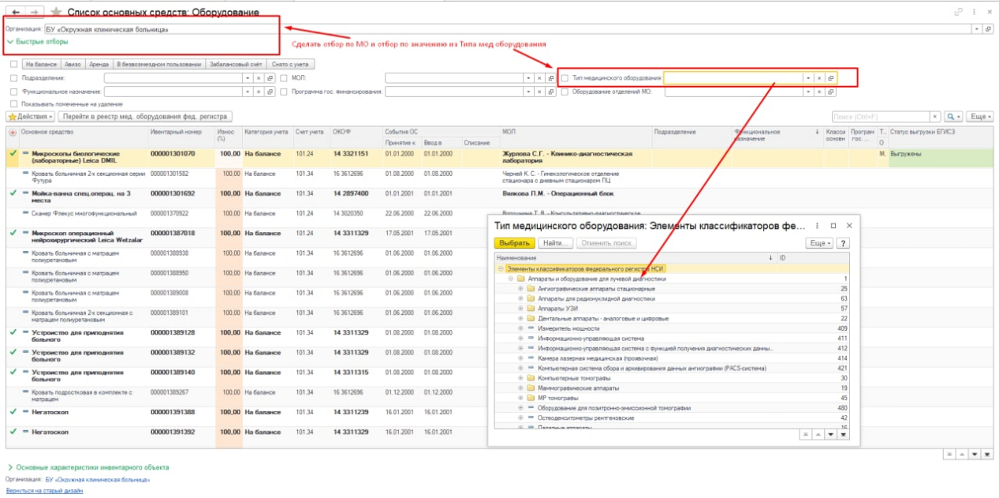 Список основных средств: Оборудование
Организация: БУ «Окружная клиническая больница»
Быстрые отборы
Сделать отбор по МО и отбор по значению из Типа мед оборудования
На балансе Авизо Аренда В безвозмездном пользовании Забалансовый счёт Снято с учета
Подразделение: МОЛ: Тип медицинского оборудования:
Функциональное назначение: Программа гос. финансирования: Оборудование отделений МО:
Показывать помеченные на удаление
Действия Перейти в реестр мед. оборудования фед. регистра Поиск (Ctrl+F) Еще
Основное средство Ивентарный номер Износ (%) Категория учета Счет учета ОКОФ События ОС МОЛ Подразделение Функциональное назначение Класси основн Програм гос. ... Т.. Статус выгрузки ЕГИСЗ
Принятие к Ввод в Списание О
Микроскопы биологические (лабораторные) Leica DMIL 000001301070 100,00 На балансе 101.24 14 3321151 01.01.2000 01.01.2000 Журлова С.Г. - Клинико-диагностическая лаборатория М. Выгружены
Кровать больничная 2-х секционная серии Футура 000001301582 100,00 На балансе 101.34 16 3612696 01.08.2000 01.08.2000 Черней К. С. - Гинекологическое отделение стационара с дневным стационаром ПЦ
Мойка-ванна спец.операц. на 3 места 000001301692 100,00 На балансе 101.34 14 2897400 01.01.2001 01.01.2001 Вялкова Л.М. - Операционный блок
Сканер Флекус многофункциональный 000001370922 100,00 На балансе 101.24 14 3020350 22.06.2000 22.06.2000
Микроскоп операционный нейрохирургический Leica Wetzalar 000001387018 100,00 На балансе 101.24 14 3311329 17.05.2001 17.05.2001
Кровать больничная с матрацем полиуретановым 000001388938 100,00 На балансе 101.34 16 3612696 01.06.2000 01.06.2000
Кровать больничная с матрацем полиуретановым 000001388950 100,00 На балансе 101.34 16 3612696 01.06.2000 01.06.2000
Кровать больничная с матрацем полиуретановым 000001389008 100,00 На балансе 101.34 16 3612696 01.06.2000 01.06.2000
Кровать больничная 2-х секционная с матрацем полиуретановым 000001389101 100,00 На балансе 101.34 16 3612696 01.06.2000 01.06.2000
Устройство для приподнятия больного 000001389128 100,00 На балансе 101.34 14 3311329 01.08.2000 01.08.2000
Устройство для приподнятия больного 000001389132 100,00 На балансе 101.34 14 3311329 01.08.2000 01.08.2000
Устройство для приподнятия больного 000001389140 100,00 На балансе 101.34 14 3311315 01.08.2000 01.08.2000
Кровать подростковая в комплекте с матрацем 000001389267 100,00 На балансе 101.34 16 3612696 01.12.2000 01.12.2000
Негатоскоп 000001391388 100,00 На балансе 101.34 14 3311239 16.01.2001 16.01.2001
Негатоскоп 000001391392 100,00 На балансе 101.34 14 3311329 16.01.2001 16.01.2001
Тип медицинского оборудования: Элементы классификаторов фе...
Выбрать Найти... Отменить поиск Еще ?
Наименование ID
Элементы классификаторов федерального регистра НСИ
Аппараты и оборудование для лучевой диагностики 1
Ангиографические аппараты стационарные 25
Аппараты для радионуклидной диагностики 63
Аппараты УЗИ 57
Дентальные аппараты - аналоговые и цифровые 22
Измеритель мощности 409
Информационно-управляющая система 411
Информационно-управляющая система с функцией получения диагностических данны.. 412
Камера лазерная медицинская (проявочная) 414
Компьютерная система сбора и архивирования данных ангиографии (PACS-система) 421
Компьютерные томографы 30
Маммографические аппараты 19
МР томографы 45
Оборудование для позитронно-эмиссионной томографии 480
Остеоденситометры рентгеновские 42
Палатные аппараты 16
Основные характеристики инвентарного объекта
Организация: БУ «Окружная клиническая больница»
Вернуться на старый дизайн